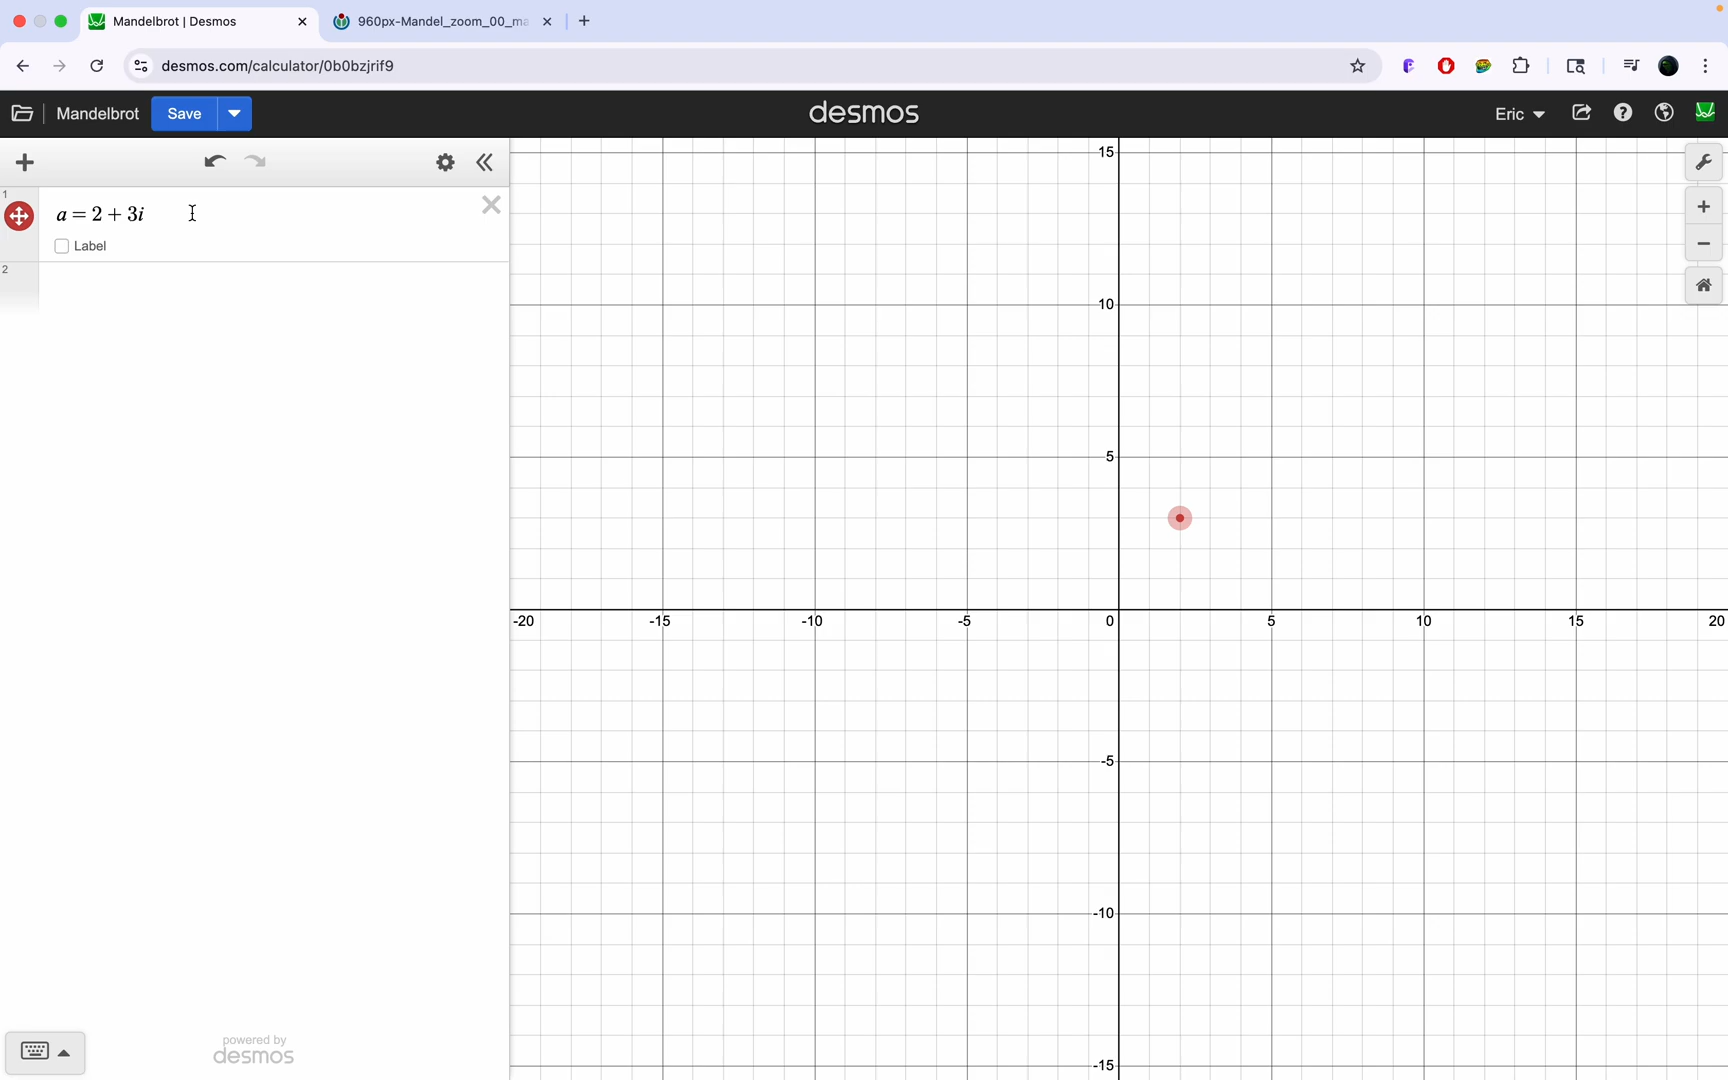 Mandelbrot | Desmos
960px-Mandel_zoom_00_ma
desmos.com/calculator/0b0bzjrif9
Mandelbrot
Save
desmos
Eric
1
a = 2 + 3i
Label
2
15
10
5
-20 -15 -10 -5 0 5 10 15 20
-5
-10
-15
powered by
desmos